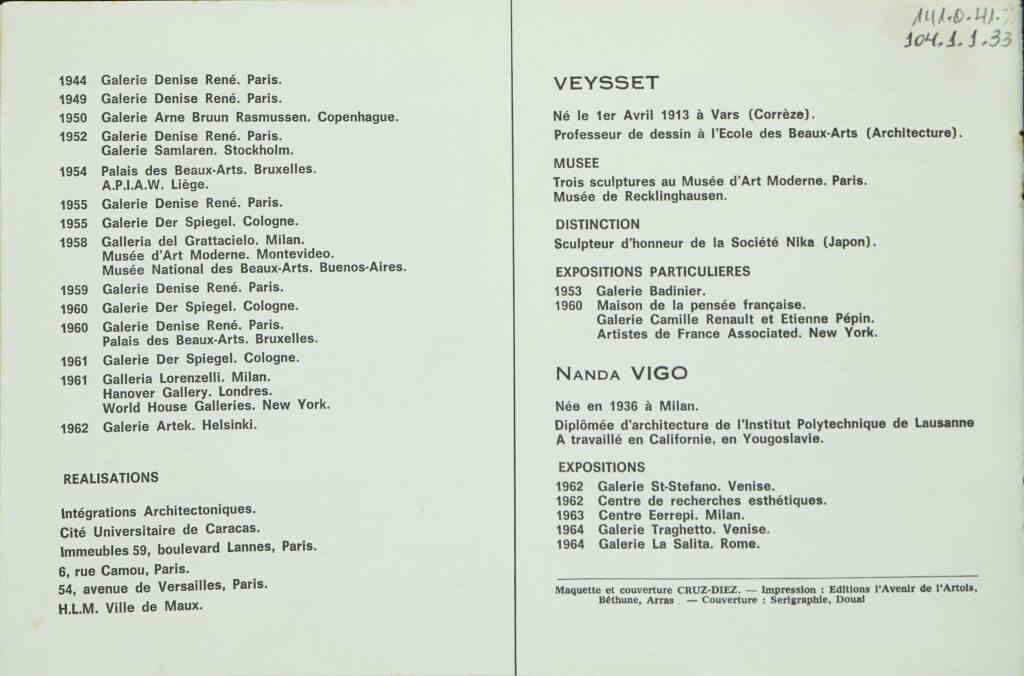 1944 Galerie Denise René. Paris.
1949 Galerie Denise René. Paris.
1950 Galerie Arne Bruun Rasmussen. Copenhague.
1952 Galerie Denise René. Paris.
Galerie Samlaren. Stockholm.
1954 Palais des Beaux-Arts. Bruxelles.
A.P.I.A.W. Liège.
1955 Galerie Denise René. Paris.
1955 Galerie Der Spiegel. Cologne.
1958 Galleria del Grattacielo. Milan.
Musée d'Art Moderne. Montevideo.
Musée National des Beaux-Arts. Buenos-Aires.
1959 Galerie Denise René. Paris.
1960 Galerie Der Spiegel. Cologne.
1960 Galerie Denise René. Paris.
Palais des Beaux-Arts. Bruxelles.
1961 Galerie Der Spiegel. Cologne.
1961 Galleria Lorenzelli. Milan.
Hanover Gallery. Londres.
World House Galleries. New York.
1962 Galerie Artek. Helsinki.
REALISATIONS
Intégrations Architectoniques.
Cité Universitaire de Caracas.
Immeubles 59, boulevard Lannes, Paris.
6, rue Camou, Paris.
54, avenue de Versailles, Paris.
H.L.M. Ville de Maux.
141.0.41.
104.1.1.33
VEYSSET
Né le 1er Avril 1913 à Vars (Corrèze).
Professeur de dessin à l'Ecole des Beaux-Arts (Architecture).
MUSEE
Trois sculptures au Musée d'Art Moderne. Paris.
Musée de Recklinghausen.
DISTINCTION
Sculpteur d'honneur de la Société Nika (Japon).
EXPOSITIONS PARTICULIERES
1953 Galerie Badinier.
1960 Maison de la pensée française.
Galerie Camille Renault et Etienne Pépin.
Artistes de France Associated. New York.
Nanda VIGO
Née en 1936 à Milan.
Diplômée d'architecture de l'Institut Polytechnique de Lausanne
A travaillé en Californie, en Yougoslavie.
EXPOSITIONS
1962 Galerie St-Stefano. Venise.
1962 Centre de recherches esthétiques.
1963 Centre Eerrepi. Milan.
1964 Galerie Traghetto. Venise.
1964 Galerie La Salita. Rome.
Maquette et couverture CRUZ-DIEZ. — Impression : Editions l'Avenir de l'Artois,
Béthune, Arras . — Couverture : Serigraphie, Douai